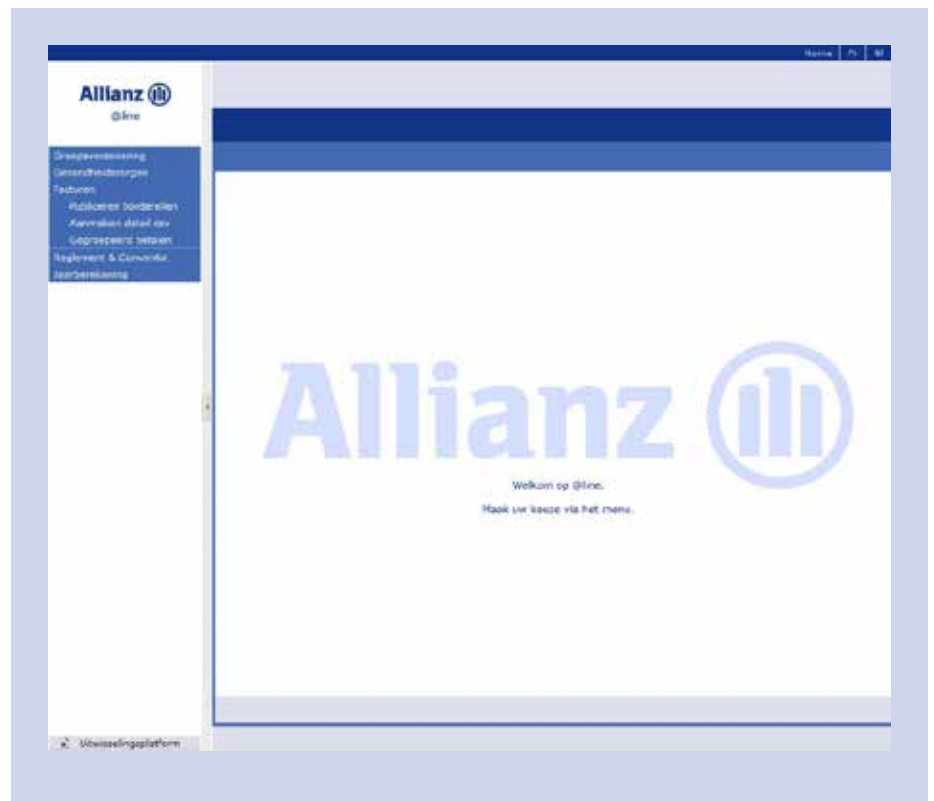 Home | Fr | Nl
Allianz
@line
Groepsverzekering
Gezondheidszorgen
Facturen
Publiceren borderellen
Aanmaken detail csv
Gegroepeerd betalen
Reglement & Conventie
Jaarberekening
Allianz
Welkom op @line.
Maak uw keuze via het menu.
Uitwisselingsplatform